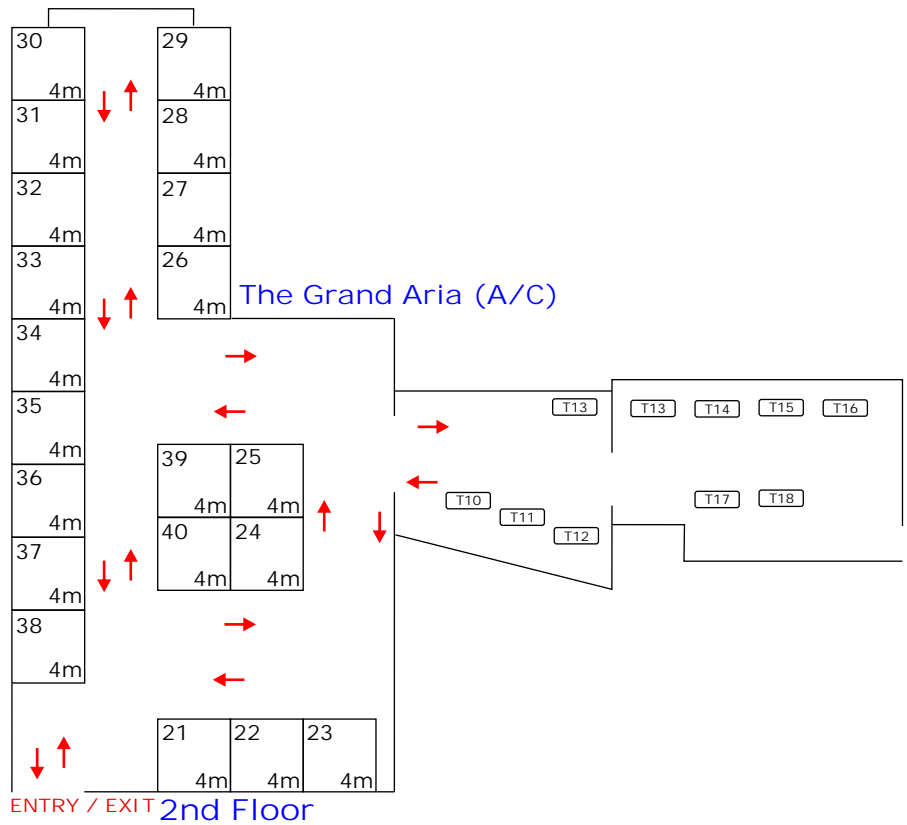 30
4m
29
4m
31
4m
28
4m
32
4m
27
4m
33
4m
26
4m
The Grand Aria (A/C)
34
4m
35
4m
T13
T13
T14
T15
T16
36
4m
39
4m
25
4m
T10
T11
T12
T17
T18
37
4m
40
4m
24
4m
38
4m
21
4m
22
4m
23
4m
ENTRY / EXIT
2nd Floor